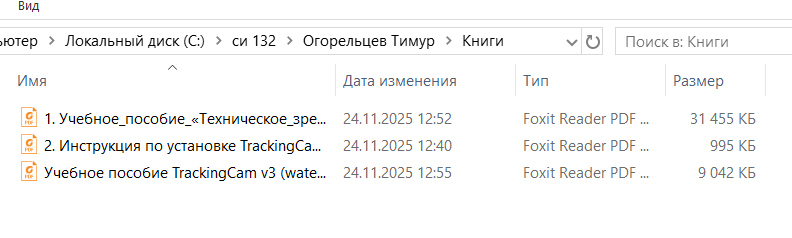 Вид
ьютер > Локальный диск (C:) > си 132 > Огорельцев Тимур > Книги Поиск в: Книги
Имя Дата изменения Тип Размер
1. Учебное_пособие_«Техническое_зре... 24.11.2025 12:52 Foxit Reader PDF ... 31 455 КБ
2. Инструкция по установке TrackingCa... 24.11.2025 12:40 Foxit Reader PDF ... 995 КБ
Учебное пособие TrackingCam v3 (wate... 24.11.2025 12:55 Foxit Reader PDF ... 9 042 КБ